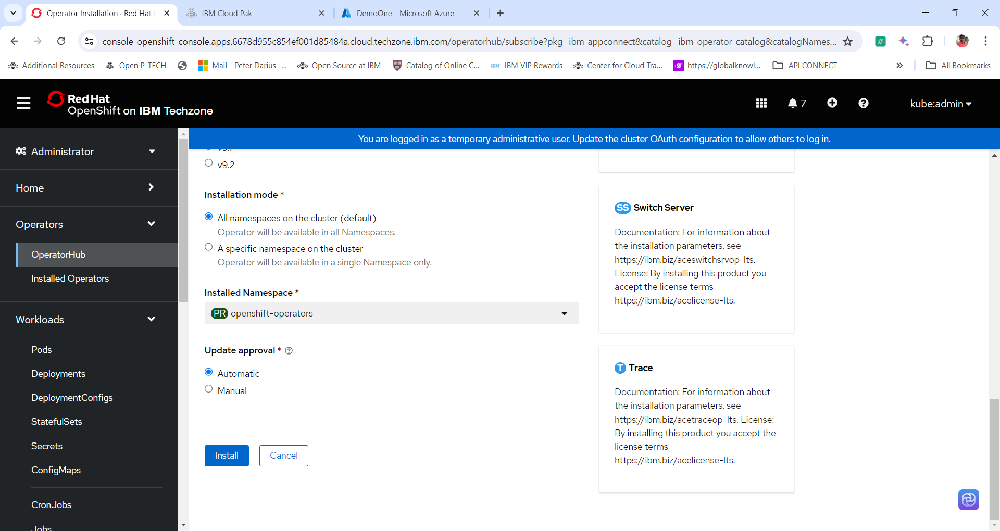 Operator Installation · Red Hat
IBM Cloud Pak
DemoOne - Microsoft Azure
console-openshift-console.apps.6678d955c854ef001d85484a.cloud.techzone.ibm.com/operatorhub/subscribe?pkg=ibm-appconnect&catalog=ibm-operator-catalog&catalogNames...
Additional Resources
Open P-TECH
Mail - Peter Darius -...
Open Source at IBM
Catalog of Online C...
IBM VIP Rewards
Center for Cloud Tra...
https://globalknowl...
API CONNECT
All Bookmarks
Red Hat
OpenShift on IBM Techzone
7
kube:admin
You are logged in as a temporary administrative user. Update the cluster OAuth configuration to allow others to log in.
Administrator
Home
Operators
OperatorHub
Installed Operators
Workloads
Pods
Deployments
DeploymentConfigs
StatefulSets
Secrets
ConfigMaps
CronJobs
Jobs
v9.2
Installation mode *
All namespaces on the cluster (default)
Operator will be available in all Namespaces.
A specific namespace on the cluster
Operator will be available in a single Namespace only.
Installed Namespace *
PR openshift-operators
Update approval *
Automatic
Manual
Install
Cancel
SS Switch Server
Documentation: For information about
the installation parameters, see
https://ibm.biz/aceswitchsrvop-lts.
License: By installing this product you
accept the license terms
https://ibm.biz/acelicense-lts.
T Trace
Documentation: For information about
the installation parameters, see
https://ibm.biz/acetraceop-lts. License:
By installing this product you accept the
license terms
https://ibm.biz/acelicense-lts.